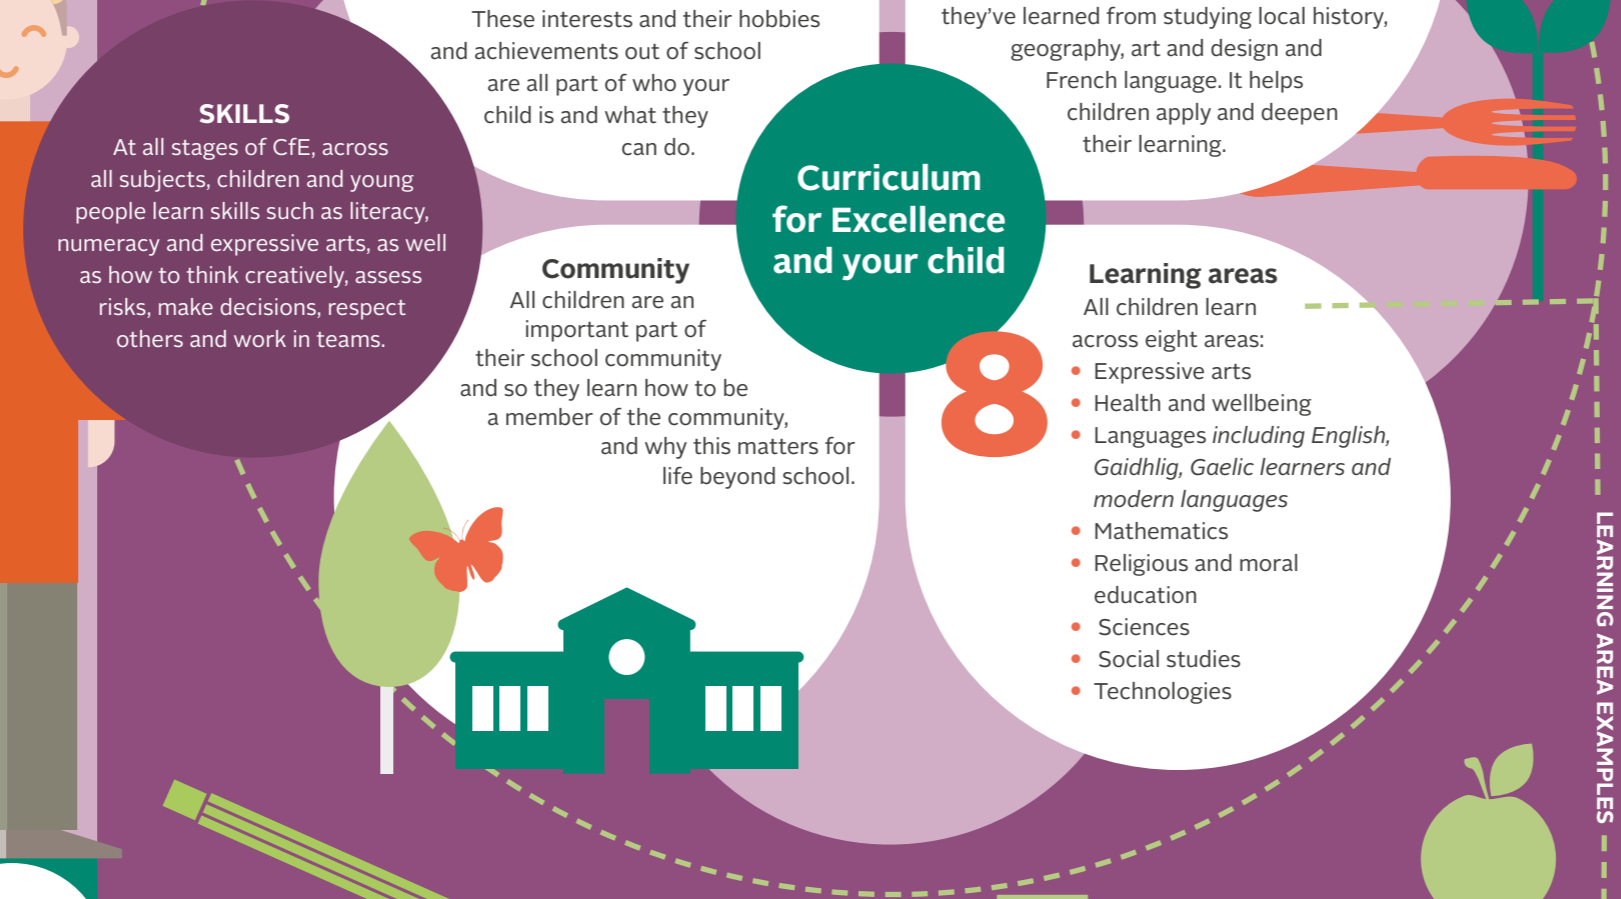 These interests and their hobbies
and achievements out of school
are all part of who your
child is and what they
can do.
they’ve learned from studying local history,
geography, art and design and
French language. It helps
children apply and deepen
their learning.
SKILLS
At all stages of CfE, across
all subjects, children and young
people learn skills such as literacy,
numeracy and expressive arts, as well
as how to think creatively, assess
risks, make decisions, respect
others and work in teams.
Curriculum
for Excellence
and your child
Community
All children are an
important part of
their school community
and so they learn how to be
a member of the community,
and why this matters for
life beyond school.
8
Learning areas
All children learn
across eight areas:
• Expressive arts
• Health and wellbeing
• Languages including English,
Gaidhlig, Gaelic learners and
modern languages
• Mathematics
• Religious and moral
education
• Sciences
• Social studies
• Technologies
LEARNING AREA EXAMPLES